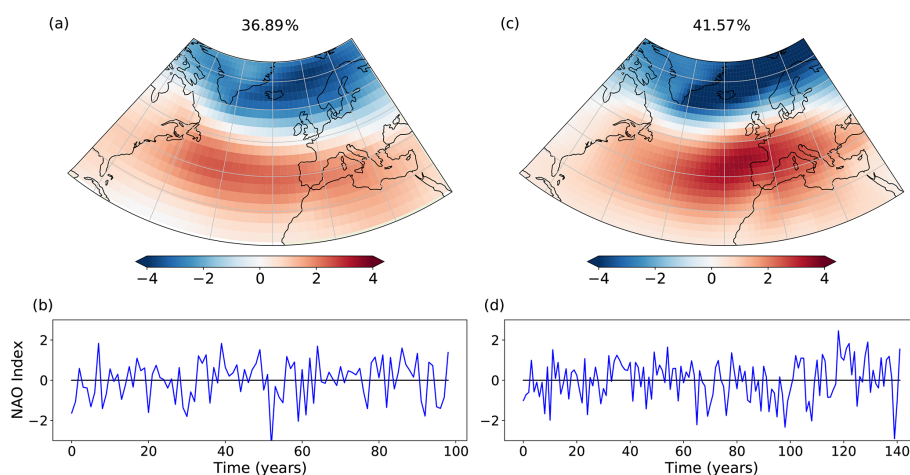 (a) 36.89%
−4 −2 0 2 4
(b)
NAO Index
2
0
−2
0 20 40 60 80 100
Time (years)
(c) 41.57%
−4 −2 0 2 4
(d)
2
0
−2
0 20 40 60 80 100 120 140
Time (years)